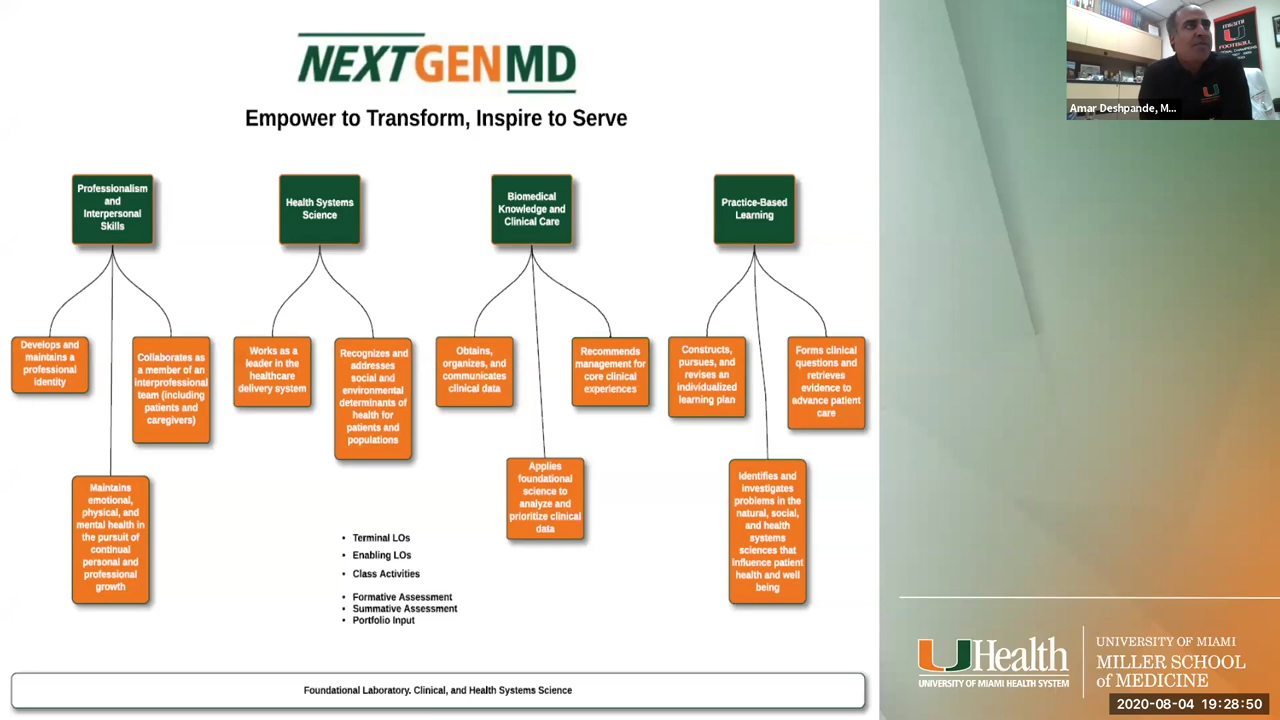 NEXTGENMD
Empower to Transform, Inspire to Serve
Professionalism
and
Interpersonal
Skills
Health Systems
Science
Biomedical
Knowledge and
Clinical Care
Practice-Based
Learning
Develops and
maintains a
professional
identity
Collaborates as
a member of an
interprofessional
team (including
patients and
caregivers)
Works as a
leader in the
healthcare
delivery system
Recognizes and
addresses
social and
environmental
determinants of
health for
patients and
populations
Obtains,
organizes, and
communicates
clinical data
Recommends
management for
core clinical
experiences
Constructs,
pursues, and
revises an
individualized
learning plan
Forms clinical
questions and
retrieves
evidence to
advance patient
care
Maintains
emotional,
physical, and
mental health in
the pursuit of
continual
personal and
professional
growth
Applies
foundational
science to
analyze and
prioritize clinical
data
Identifies and
investigates
problems in the
natural, social,
and health
systems
sciences that
influence patient
health and well
being
• Terminal LOs
• Enabling LOs
• Class Activities
• Formative Assessment
• Summative Assessment
• Portfolio Input
Foundational Laboratory. Clinical, and Health Systems Science
miami
FOOTBALL
Amar Deshpande, M...
UHealth
UNIVERSITY OF MIAMI HEALTH SYSTEM
UNIVERSITY OF MIAMI
MILLER SCHOOL
of MEDICINE
2020-08-04 19:28:50